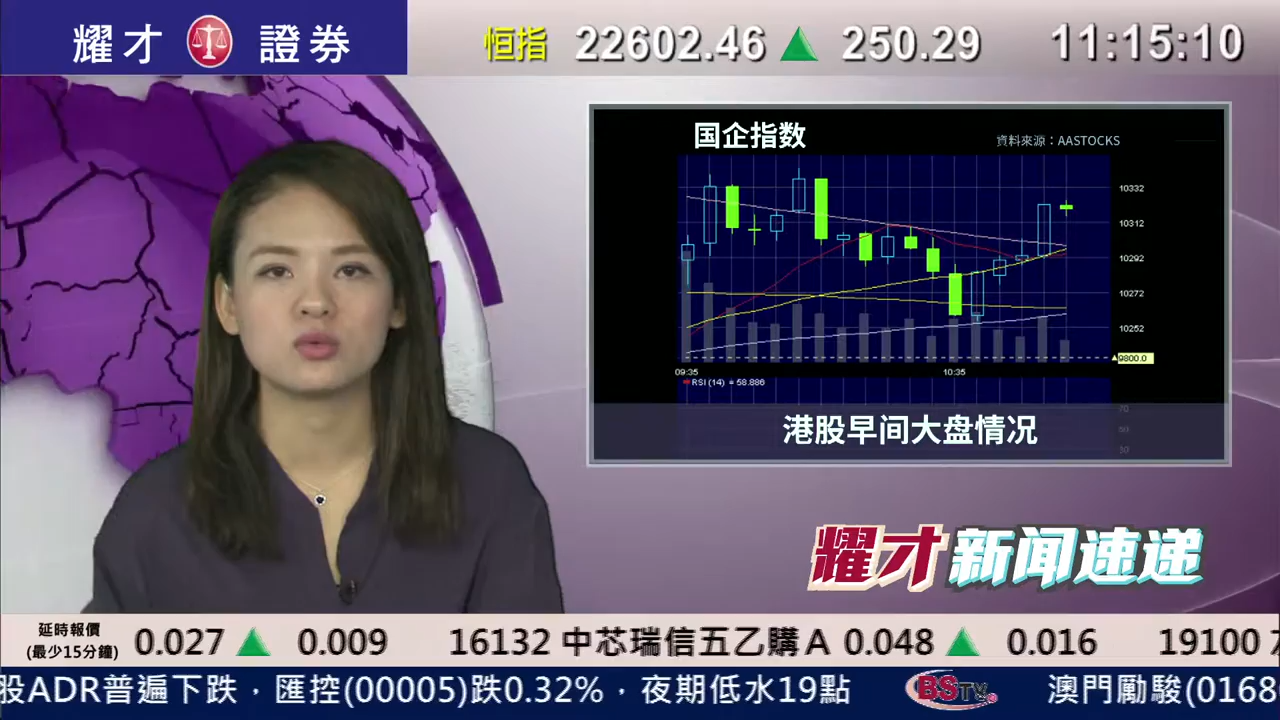 耀才 證券 恒指 22602.46 250.29 11:15:10
国企指数
資料來源：AASTOCKS
10332
10312
10292
10272
10252
9800.0
09:35 10:35
RSI (14) = 58.886
70
60
50
港股早间大盘情况
耀才新闻速递
延時報價
(最少15分鐘)
0.027 0.009 16132 中芯瑞信五乙購A 0.048 0.016 19100
股ADR普遍下跌，匯控(00005)跌0.32%，夜期低水19點 BSTV 澳門勵駿(0168